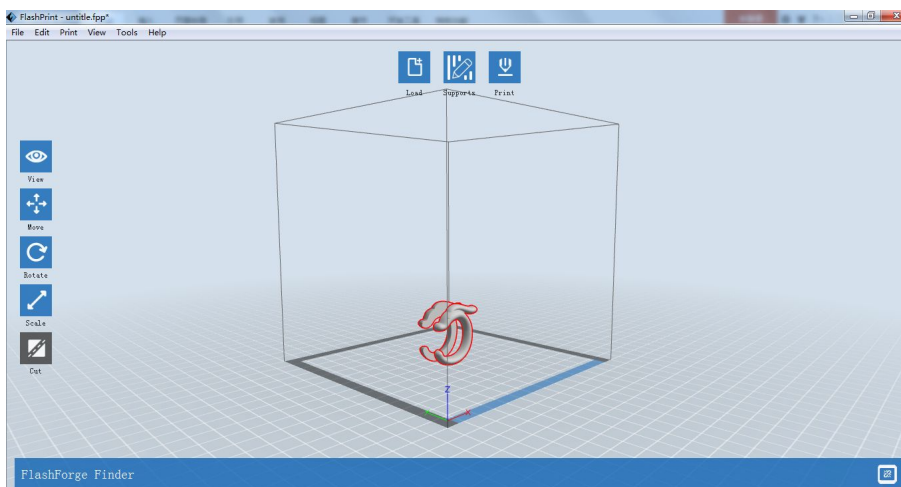 FlashPrint - untitle.fpp*
File Edit Print View Tools Help
Load Supports Print
View
Move
Rotate
Scale
Cut
Z
X
FlashForge Finder